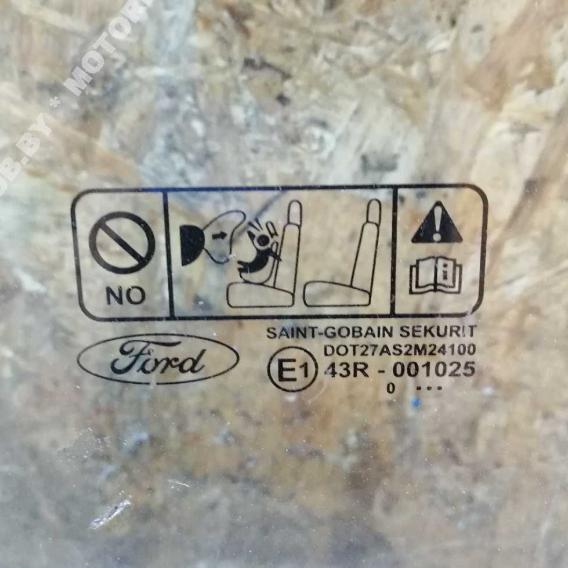 NO
Ford
SAINT-GOBAIN SEKURIT
DOT27AS2M24100
E1 43R - 001025
0 ...